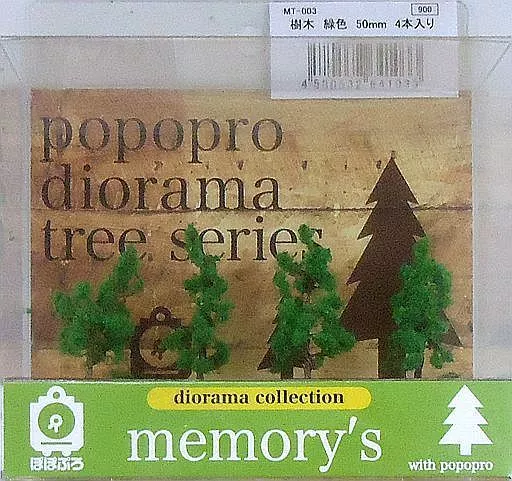 MT-003 900
樹木 緑色 50mm 4本入り
popopro
diorama
tree series
diorama collection
memory's
ぽぽぷろ
with popopro